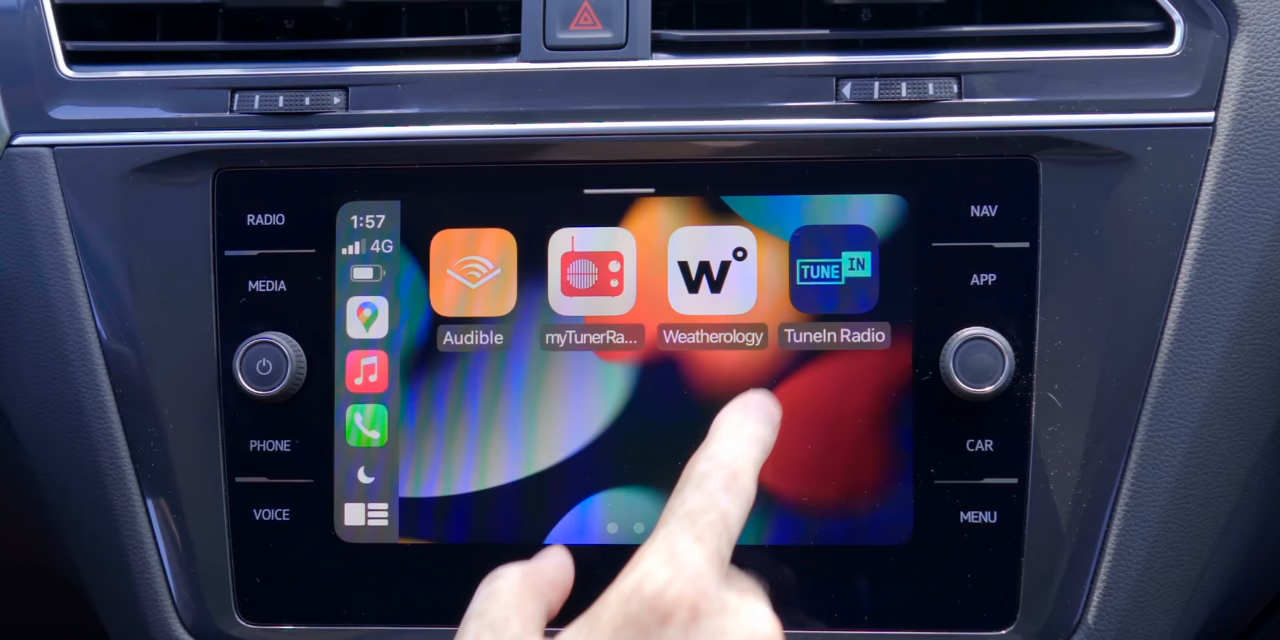 RADIO
MEDIA
PHONE
VOICE
1:57
4G
Audible
myTunerRa...
W°
Weatherology
TUNE IN
TuneIn Radio
NAV
APP
CAR
MENU